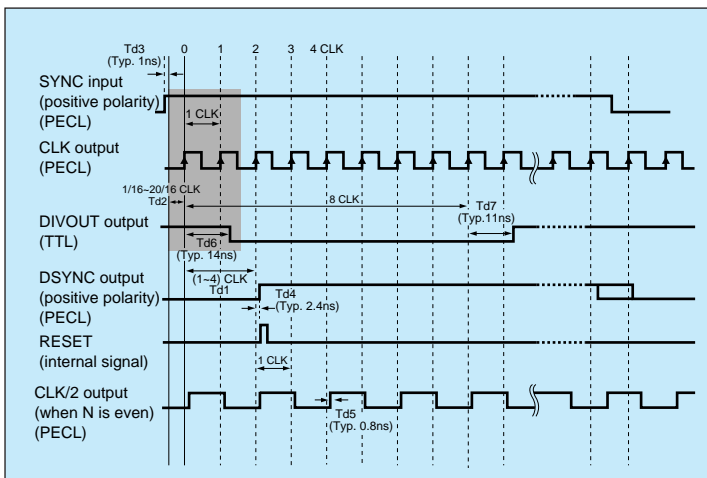 Td3
(Typ. 1ns)
0 1 2 3 4 CLK
SYNC input
(positive polarity)
(PECL)
1 CLK
CLK output
(PECL)
1/16~20/16 CLK
Td2
8 CLK
Td7
(Typ.11ns)
DIVOUT output
(TTL)
Td6
(Typ. 14ns)
(1~4) CLK
Td1
DSYNC output
(positive polarity)
(PECL)
Td4
(Typ. 2.4ns)
RESET
(internal signal)
1 CLK
CLK/2 output
(when N is even)
(PECL)
Td5
(Typ. 0.8ns)